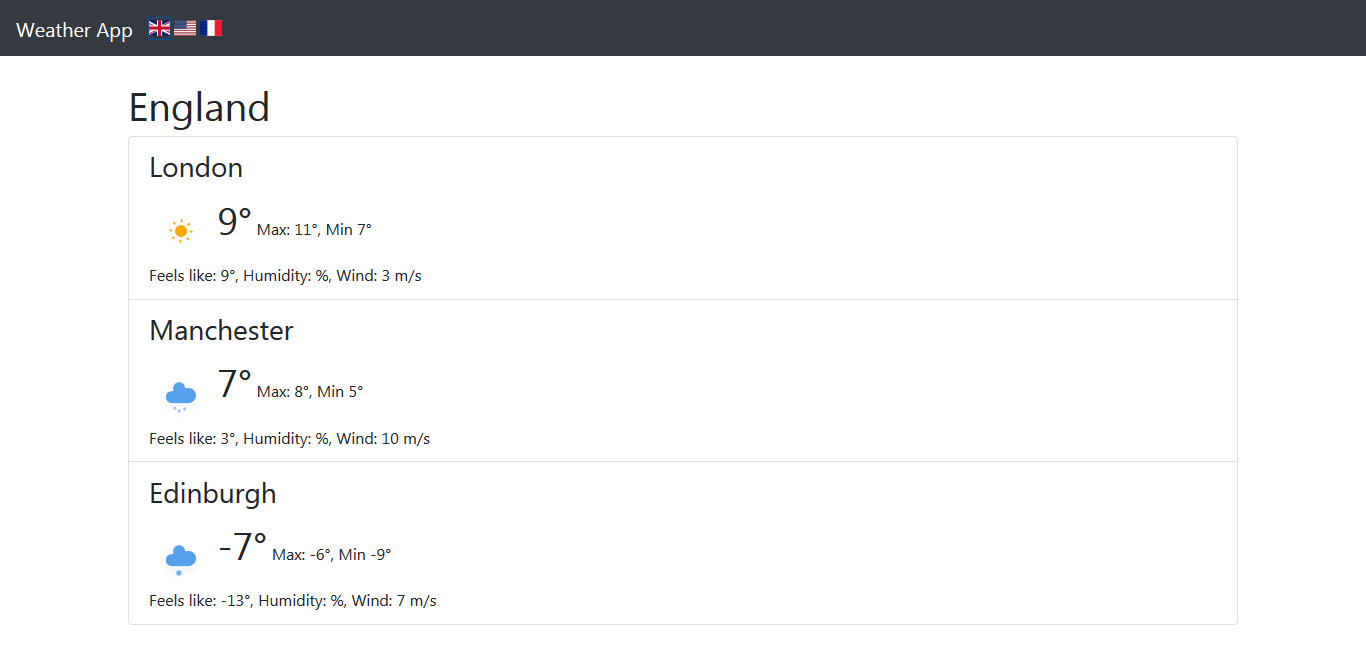 Weather App
England
London
9° Max: 11°, Min 7°
Feels like: 9°, Humidity: %, Wind: 3 m/s
Manchester
7° Max: 8°, Min 5°
Feels like: 3°, Humidity: %, Wind: 10 m/s
Edinburgh
-7° Max: -6°, Min -9°
Feels like: -13°, Humidity: %, Wind: 7 m/s